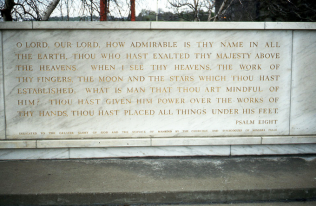 O LORD, OUR LORD, HOW ADMIRABLE IS THY NAME IN ALL
THE EARTH, THOU WHO HAST EXALTED THY MAJESTY ABOVE
THE HEAVENS. WHEN I SEE THY HEAVENS, THE WORK OF
THY FINGERS, THE MOON AND THE STARS WHICH THOU HAST
ESTABLISHED, WHAT IS MAN THAT THOU ART MINDFUL OF
HIM? THOU HAST GIVEN HIM POWER OVER THE WORKS OF
THY HANDS, THOU HAST PLACED ALL THINGS UNDER HIS FEET.
PSALM EIGHT